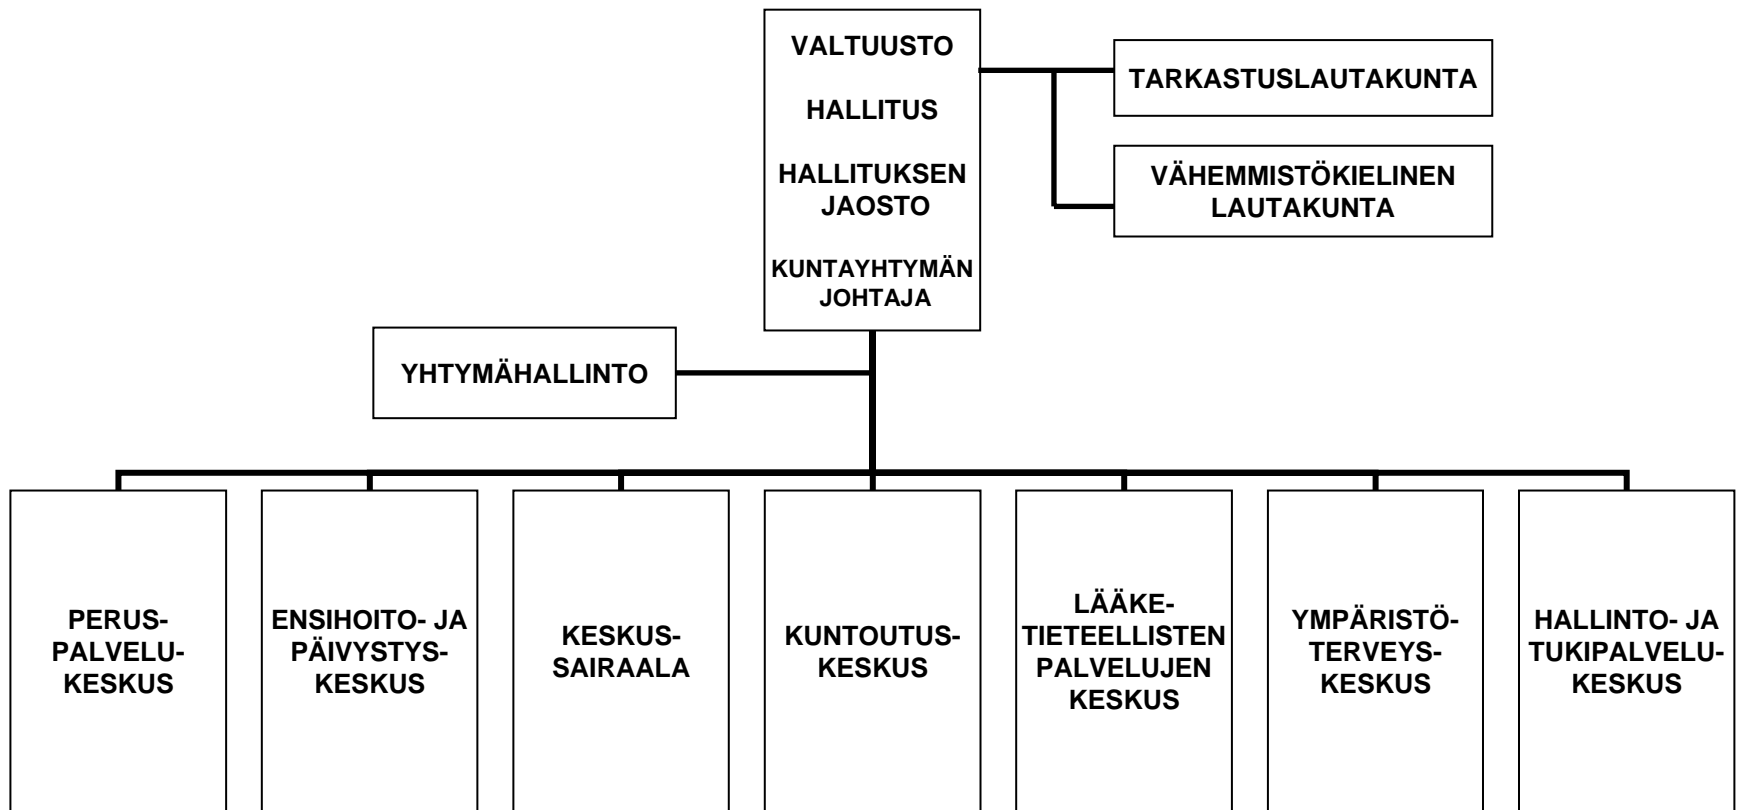 VALTUUSTO
HALLITUS
HALLITUKSEN
JAOSTO
KUNTAYHTYMÄN
JOHTAJA
TARKASTUSLAUTAKUNTA
VÄHEMMISTÖKIELINEN
LAUTAKUNTA
YHTYMÄHALLINTO
PERUS-
PALVELU-
KESKUS
ENSIHOITO- JA
PÄIVYSTYS-
KESKUS
KESKUS-
SAIRAALA
KUNTOUTUS-
KESKUS
LÄÄKE-
TIETEELLISTEN
PALVELUJEN
KESKUS
YMPÄRISTÖ-
TERVEYS-
KESKUS
HALLINTO- JA
TUKIPALVELU-
KESKUS